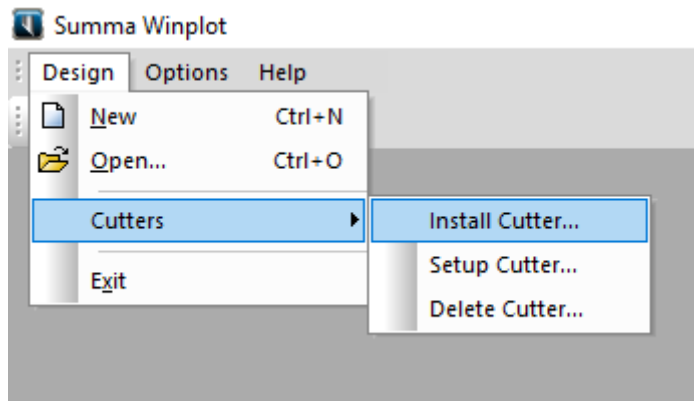 Summa Winplot
Design Options Help
New Ctrl+N
Open... Ctrl+O
Cutters
Install Cutter...
Setup Cutter...
Delete Cutter...
Exit